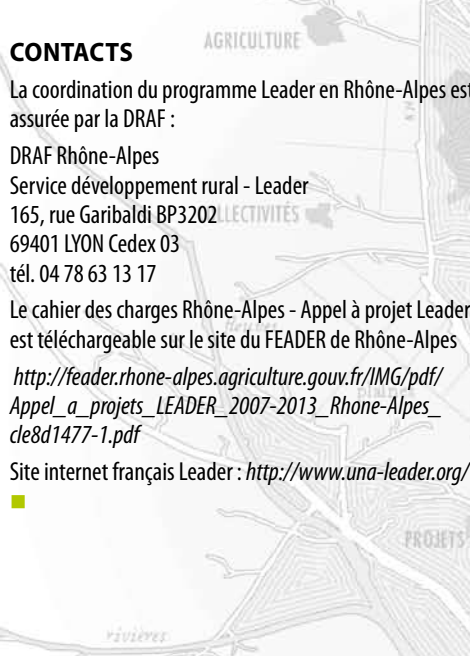 AGRICULTURE
CONTACTS
La coordination du programme Leader en Rhône-Alpes est
assurée par la DRAF :
DRAF Rhône-Alpes
Service développement rural - Leader
165, rue Garibaldi BP3202
LLECTIVITÉS
69401 LYON Cedex 03
tél. 04 78 63 13 17
Le cahier des charges Rhône-Alpes - Appel à projet Leader
est téléchargeable sur le site du FEADER de Rhône-Alpes
fleuves
http://feader.rhone-alpes.agriculture.gouv.fr/IMG/pdf/
plaines
Appel_a_projets_LEADER_2007-2013_Rhone-Alpes_
cle8d1477-1.pdf
Site internet français Leader : http://www.una-leader.org/
PROJETS
rivières